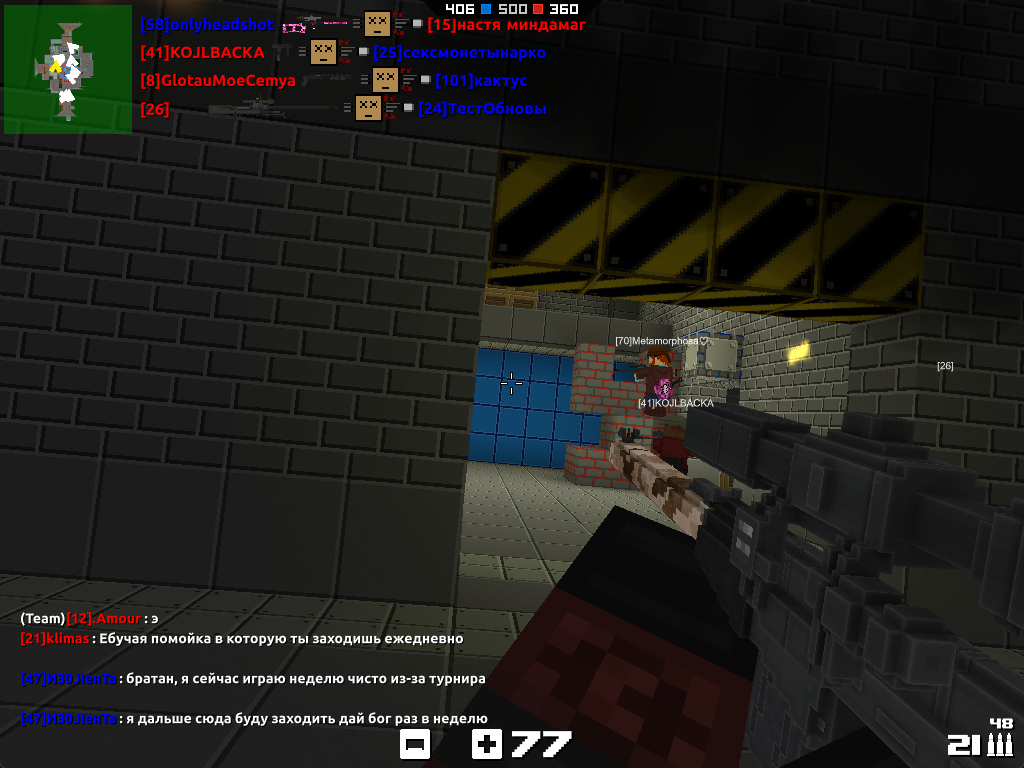 406 500 360
[58]onlyheadshot [15]настя миндамаг
[41]KOJLBACKA [25]сексмонетынарко
[8]GlotauMoeCemya [101]кактус
[26] [24]ТестОбновы
[70]Metamorphosa♡
[26]
[41]KOJLBACKA
(Team)[12].Amour : э
[21]klimas : Ебучая помойка в которую ты заходишь ежедневно
[47]ИЗОЛенТа : братан, я сейчас играю неделю чисто из-за турнира
[47]ИЗОЛенТа : я дальше сюда буду заходить дай бог раз в неделю
77
48
21